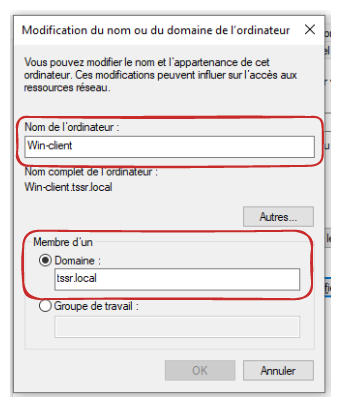 Modification du nom ou du domaine de l'ordinateur
Vous pouvez modifier le nom et l'appartenance de cet
ordinateur. Ces modifications peuvent influer sur l'accès aux
ressources réseau.
Nom de l'ordinateur :
Win-client
Nom complet de l'ordinateur :
Win-client.tssr.local
Autres...
Membre d'un
Domaine :
tssr.local
Groupe de travail :
OK Annuler